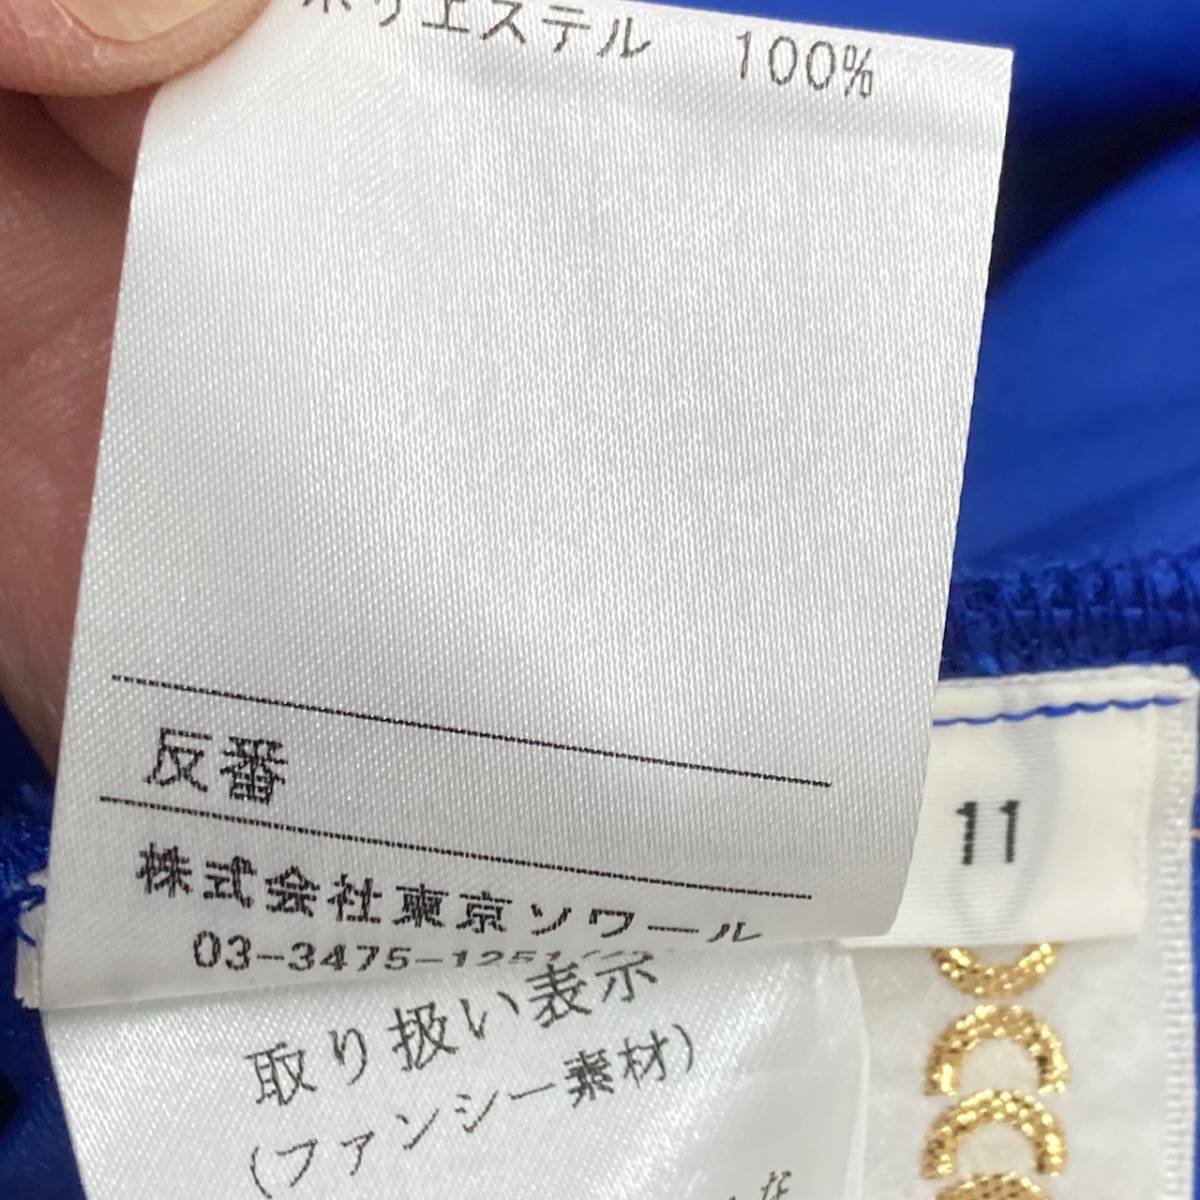 ポリエステル 100%
反番
株式会社東京ソワール
03-3475-1251
11
取り扱い表示
(ファンシー素材)